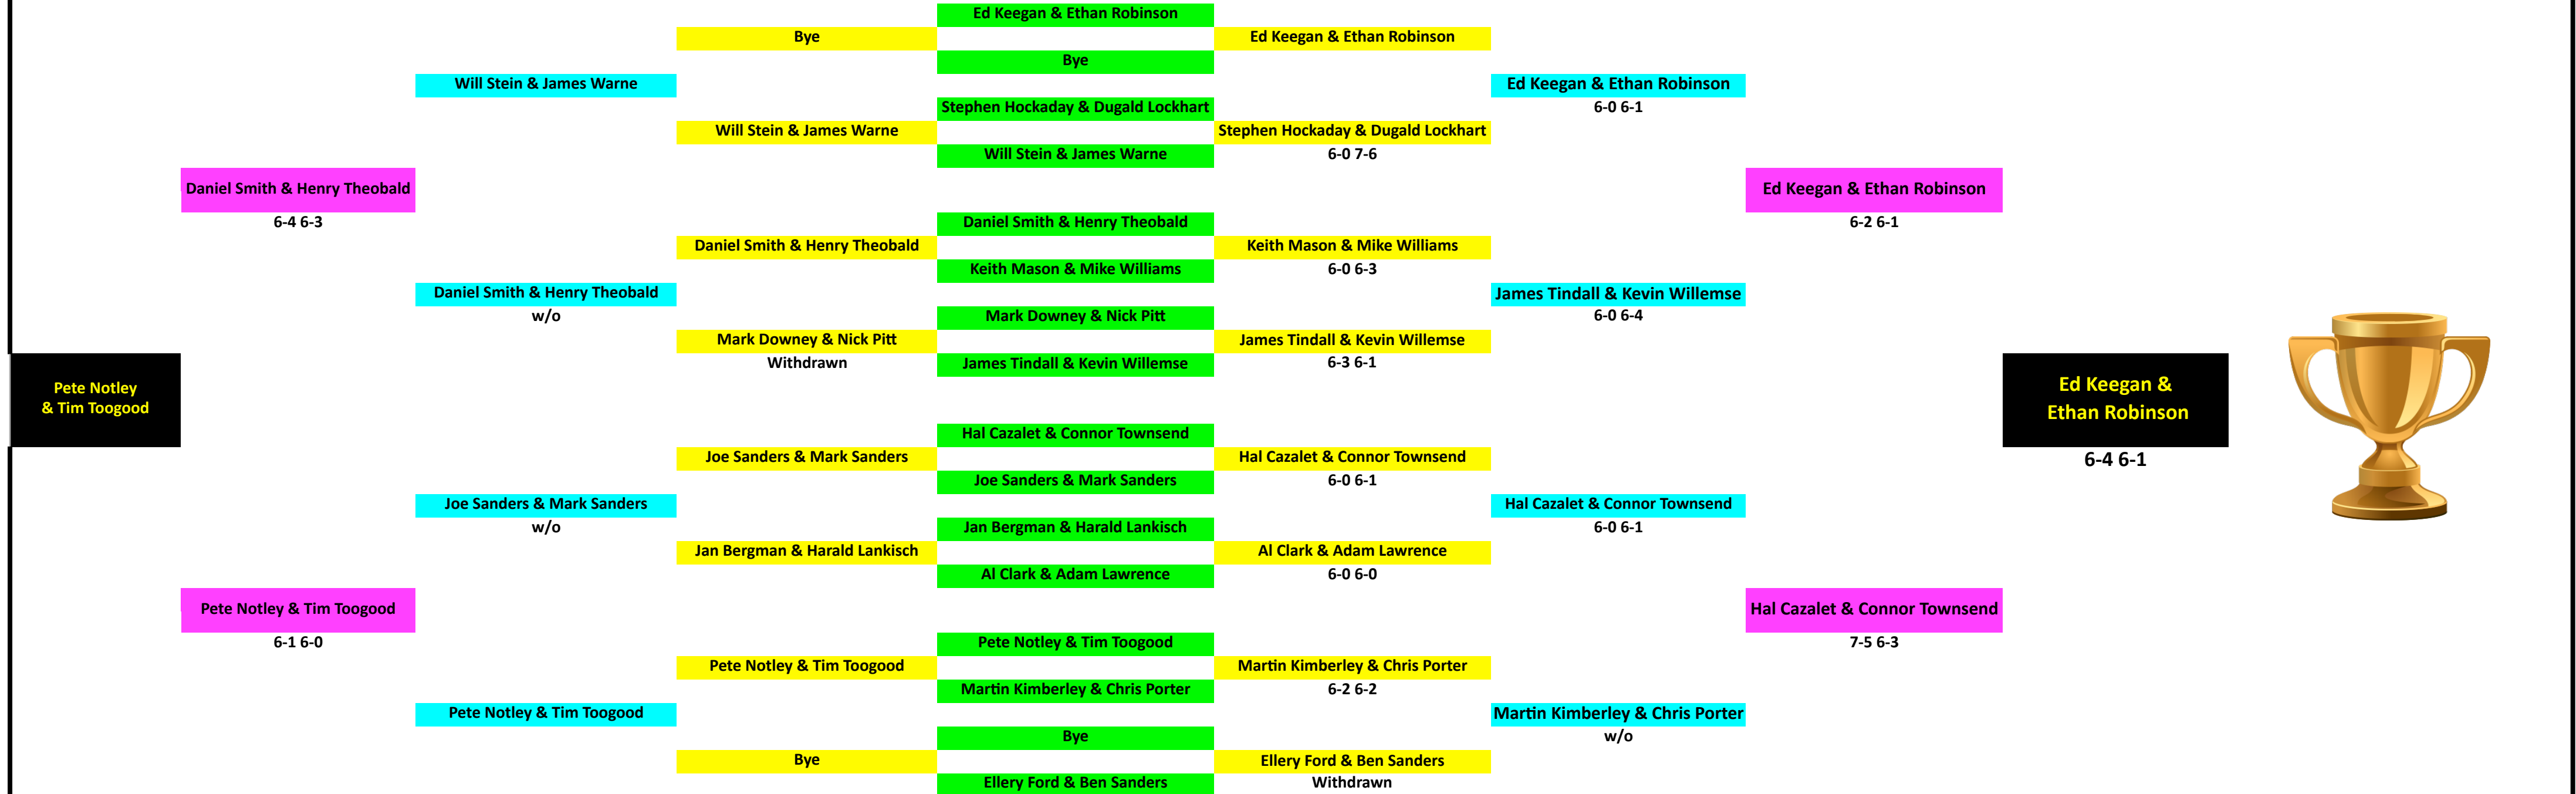 Ed Keegan & Ethan Robinson
Bye
Ed Keegan & Ethan Robinson
Bye
Will Stein & James Warne
Ed Keegan & Ethan Robinson
Stephen Hockaday & Dugald Lockhart
6-0 6-1
Will Stein & James Warne
Stephen Hockaday & Dugald Lockhart
Will Stein & James Warne
6-0 7-6
Daniel Smith & Henry Theobald
Ed Keegan & Ethan Robinson
6-4 6-3
Daniel Smith & Henry Theobald
6-2 6-1
Daniel Smith & Henry Theobald
Keith Mason & Mike Williams
Keith Mason & Mike Williams
6-0 6-3
Daniel Smith & Henry Theobald
James Tindall & Kevin Willemse
w/o
Mark Downey & Nick Pitt
6-0 6-4
Mark Downey & Nick Pitt
James Tindall & Kevin Willemse
Withdrawn
James Tindall & Kevin Willemse
6-3 6-1
Pete Notley
& Tim Toogood
Ed Keegan &
Ethan Robinson
Hal Cazalet & Connor Townsend
Joe Sanders & Mark Sanders
Hal Cazalet & Connor Townsend
6-4 6-1
Joe Sanders & Mark Sanders
6-0 6-1
Joe Sanders & Mark Sanders
Hal Cazalet & Connor Townsend
w/o
Jan Bergman & Harald Lankisch
6-0 6-1
Jan Bergman & Harald Lankisch
Al Clark & Adam Lawrence
Al Clark & Adam Lawrence
6-0 6-0
Pete Notley & Tim Toogood
Hal Cazalet & Connor Townsend
6-1 6-0
Pete Notley & Tim Toogood
7-5 6-3
Pete Notley & Tim Toogood
Martin Kimberley & Chris Porter
Martin Kimberley & Chris Porter
6-2 6-2
Pete Notley & Tim Toogood
Martin Kimberley & Chris Porter
Bye
w/o
Bye
Ellery Ford & Ben Sanders
Ellery Ford & Ben Sanders
Withdrawn